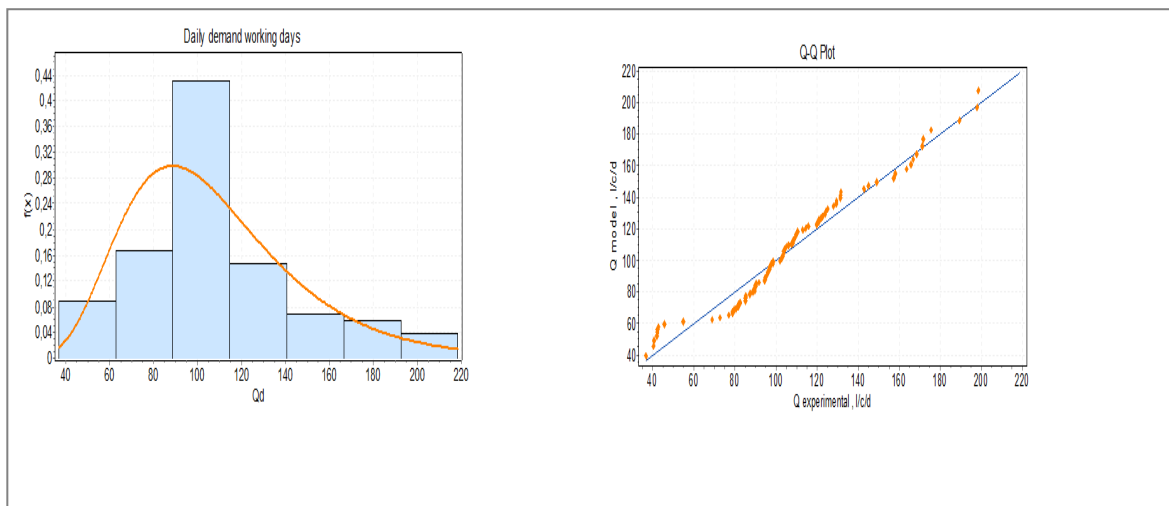 Daily demand working days
0,44
0,4
0,36
0,32
0,28
0,24
0,2
0,16
0,12
0,08
0,04
0
f(x)
40 60 80 100 120 140 160 180 200 220
Qd
Q-Q Plot
220
200
180
160
140
120
100
80
60
40
Q model , l/c/d
40 60 80 100 120 140 160 180 200 220
Q experimental , l/c/d